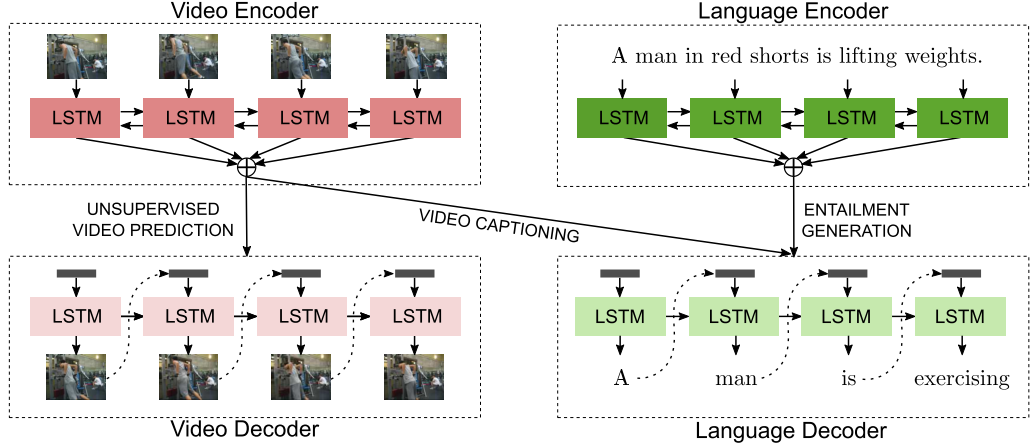 Video Encoder
Language Encoder
A man in red shorts is lifting weights.
LSTM LSTM LSTM LSTM
LSTM LSTM LSTM LSTM
UNSUPERVISED
VIDEO PREDICTION
VIDEO CAPTIONING
ENTAILMENT
GENERATION
LSTM LSTM LSTM LSTM
LSTM LSTM LSTM LSTM
A man is exercising
Video Decoder
Language Decoder